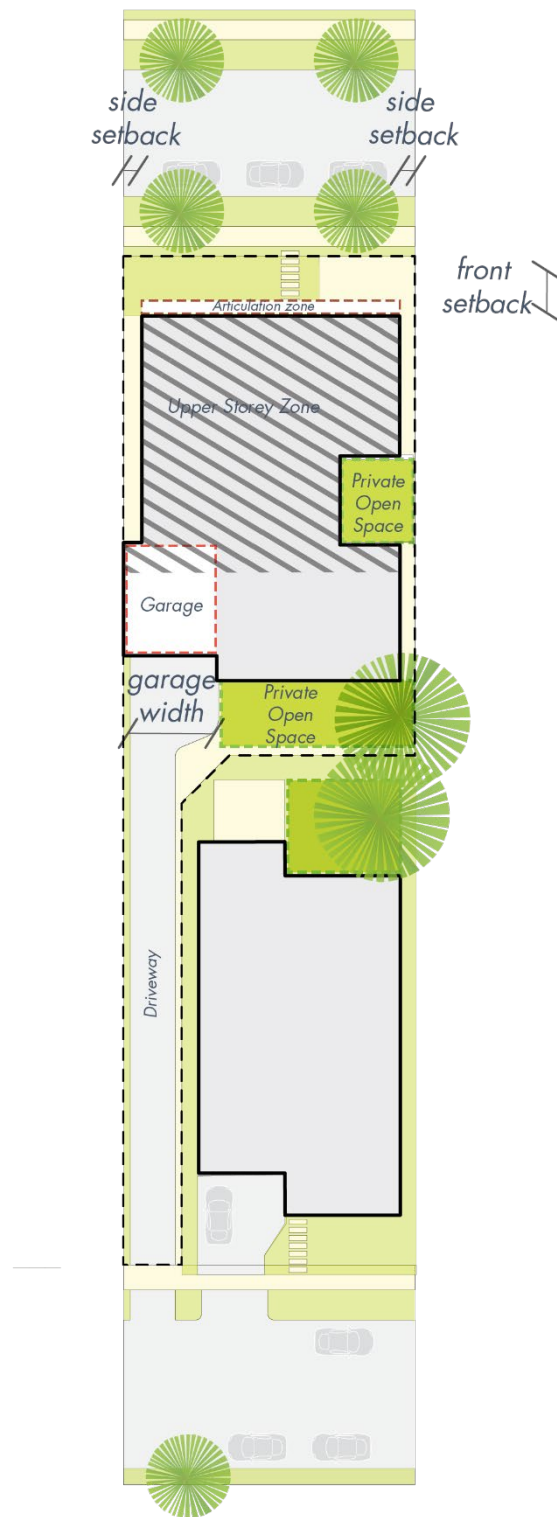 side
setback
side
setback
front
setback
Articulation zone
Upper Storey Zone
Private
Open
Space
Garage
garage
width
Private
Open
Space
Driveway